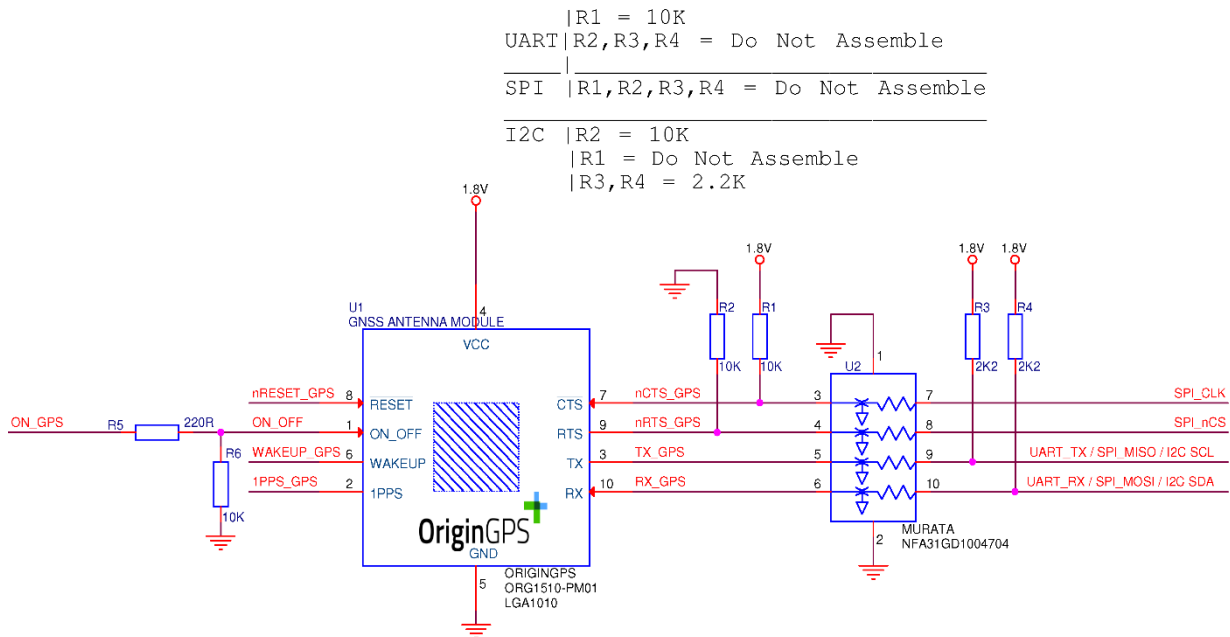 |R1 = 10K
UART|R2,R3,R4 = Do Not Assemble
|
SPI |R1,R2,R3,R4 = Do Not Assemble
I2C |R2 = 10K
|R1 = Do Not Assemble
|R3,R4 = 2.2K
1.8V
1.8V
1.8V 1.8V
U1
GNSS ANTENNA MODULE
4
VCC
R2 R1
R3 R4
10K 10K
2K2 2K2
1
U2
nRESET_GPS 8 RESET
CTS 7 nCTS_GPS 3
7 SPI_CLK
ON_GPS R5 220R ON_OFF 1 ON_OFF
RTS 9 nRTS_GPS 4
8 SPI_nCS
R6
10K
WAKEUP_GPS 6 WAKEUP
TX 3 TX_GPS 5
9 UART_TX / SPI_MISO / I2C SCL
1PPS_GPS 2 1PPS
RX 10 RX_GPS 6
10 UART_RX / SPI_MOSI / I2C SDA
OriginGPS
GND
5
ORIGINGPS
ORG1510-PM01
LGA1010
2
MURATA
NFA31GD1004704